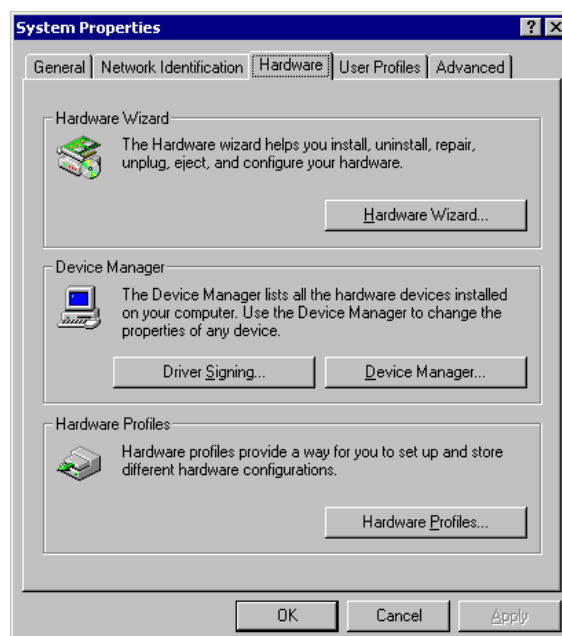 System Properties
General Network Identification Hardware User Profiles Advanced
Hardware Wizard
The Hardware wizard helps you install, uninstall, repair,
unplug, eject, and configure your hardware.
Hardware Wizard...
Device Manager
The Device Manager lists all the hardware devices installed
on your computer. Use the Device Manager to change the
properties of any device.
Driver Signing... Device Manager...
Hardware Profiles
Hardware profiles provide a way for you to set up and store
different hardware configurations.
Hardware Profiles...
OK Cancel Apply